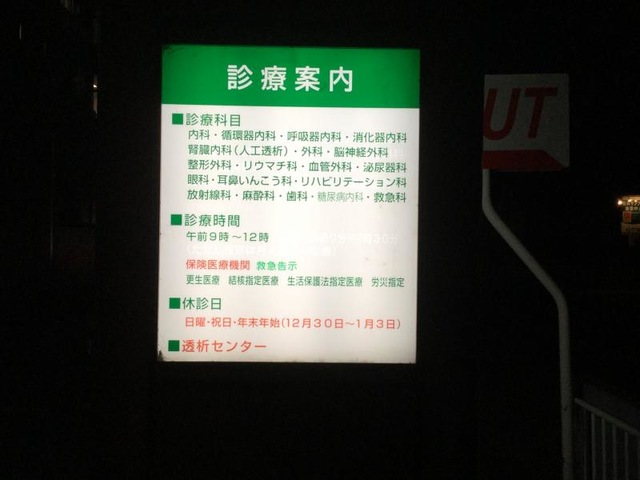 診療案内
■診療科目
内科・循環器内科・呼吸器内科・消化器内科
腎臓内科(人工透析)・外科・脳神経外科
整形外科・リウマチ科・血管外科・泌尿器科
眼科・耳鼻いんこう科・リハビリテーション科
放射線科・麻酔科・歯科・糖尿病内科・救急科
■診療時間
午前9時～12時
保険医療機関 救急告示
更生医療 結核指定医療 生活保護法指定医療 労災指定
■休診日
日曜・祝日・年末年始(12月30日～1月3日)
■透析センター
UT